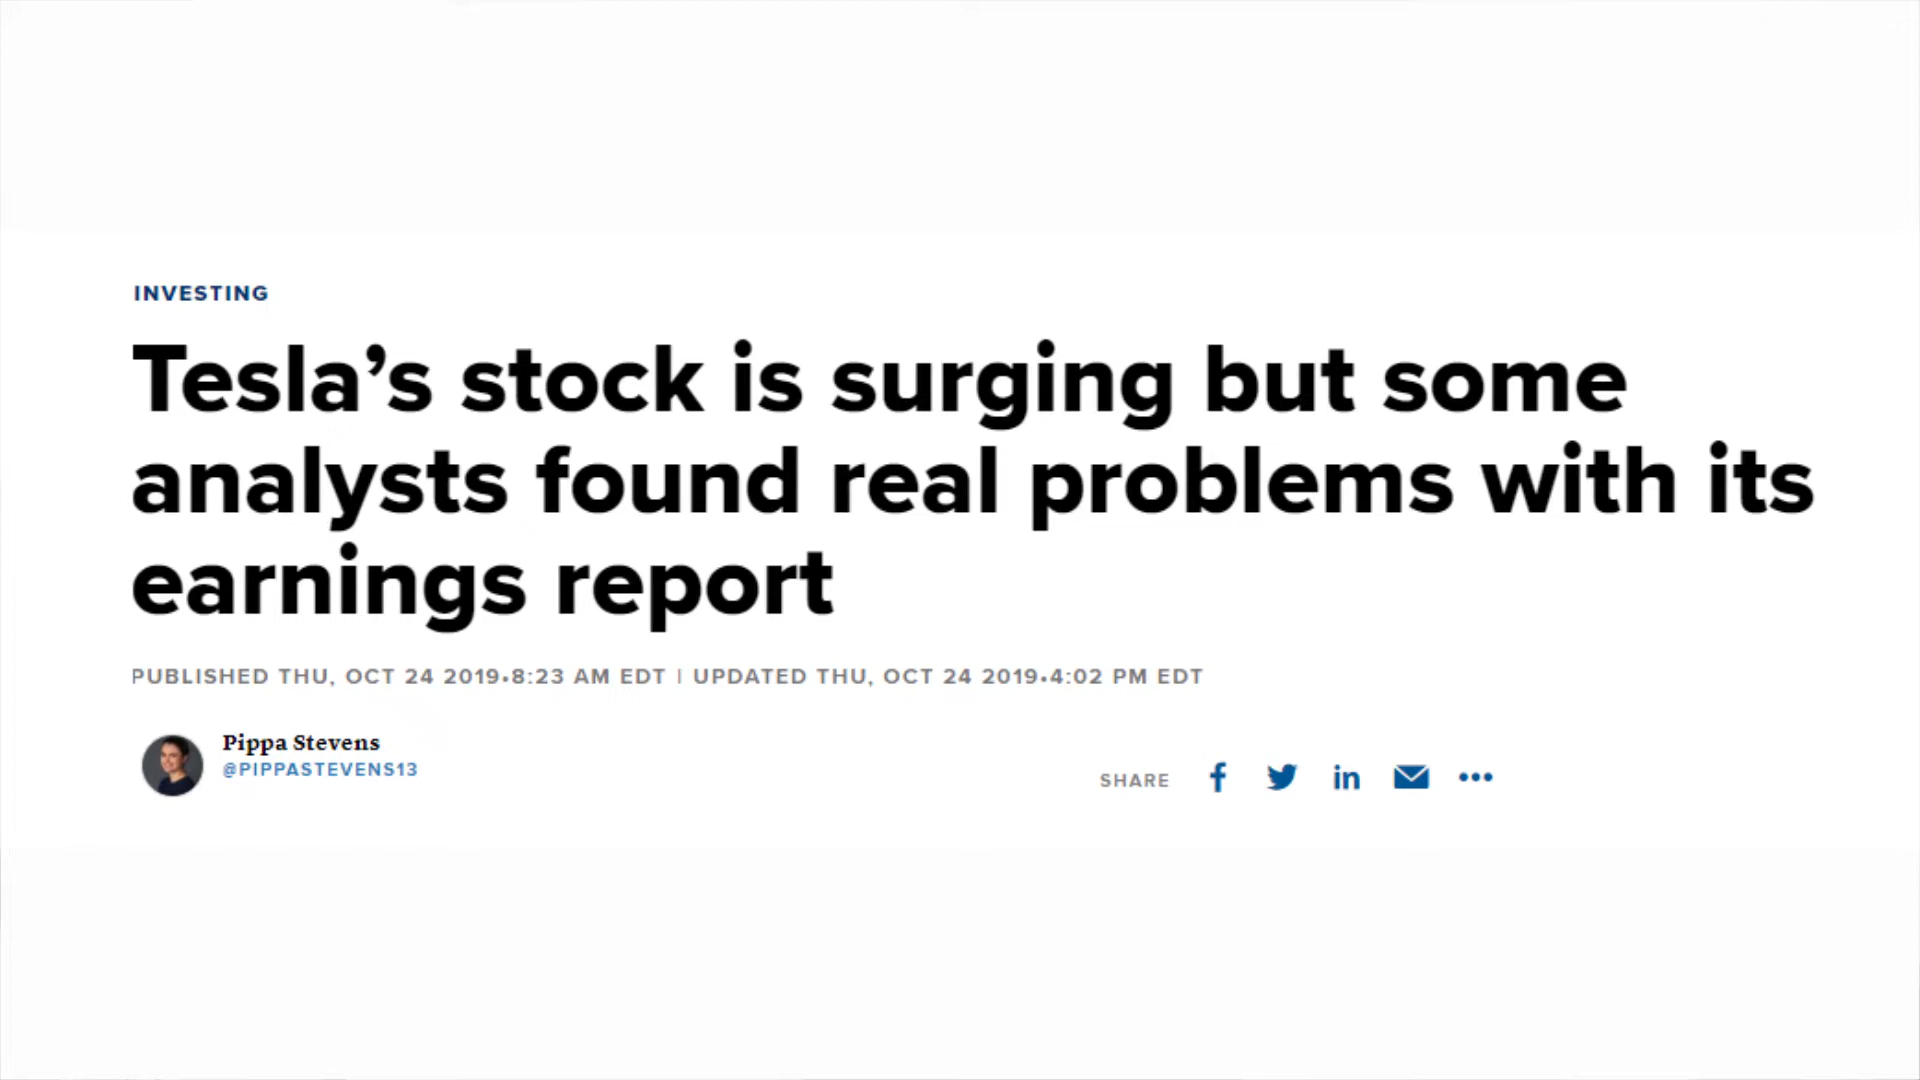 INVESTING
Tesla’s stock is surging but some
analysts found real problems with its
earnings report
PUBLISHED THU, OCT 24 2019•8:23 AM EDT | UPDATED THU, OCT 24 2019•4:02 PM EDT
Pippa Stevens
@PIPPASTEVENS13
SHARE